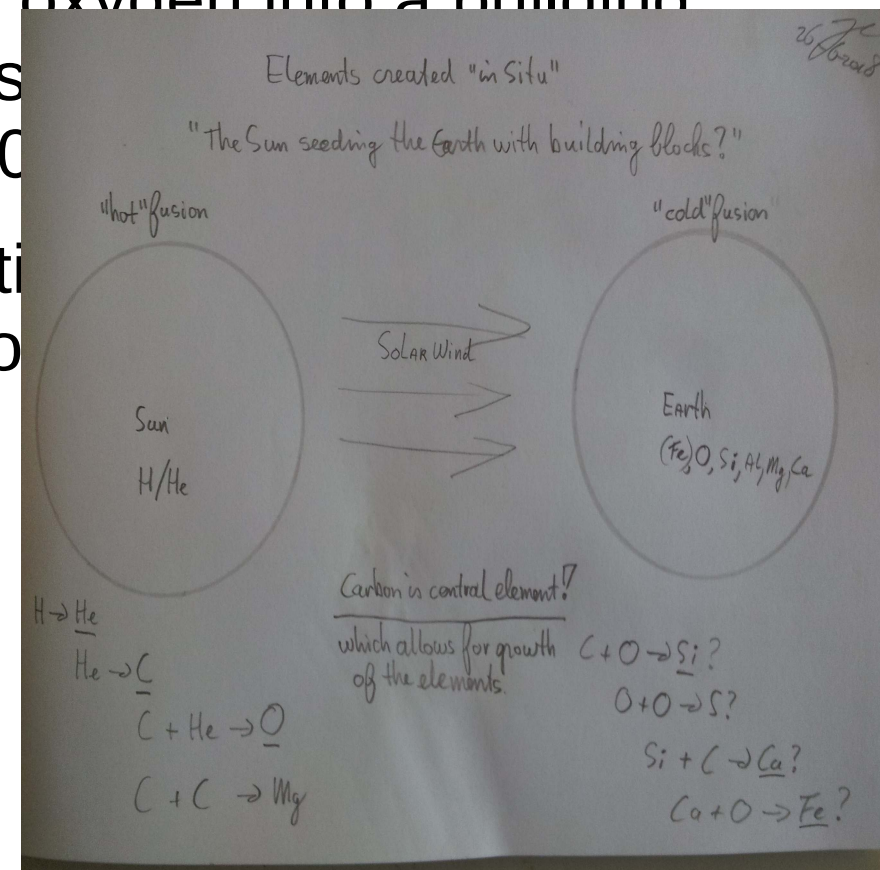 26
Elements created "in Situ"
"The Sun seeding the Earth with building blocks?"
"hot" fusion
"cold" fusion
SOLAR Wind
Sun
H/He
Earth
(Fe), O, Si, Al, Mg, Ca
H → He
He → C
C + He → O
C + C → Mg
Carbon is central element!?
which allows for growth
of the elements.
C + O → Si?
O + O → S?
Si + C → Ca?
Ca + O → Fe?